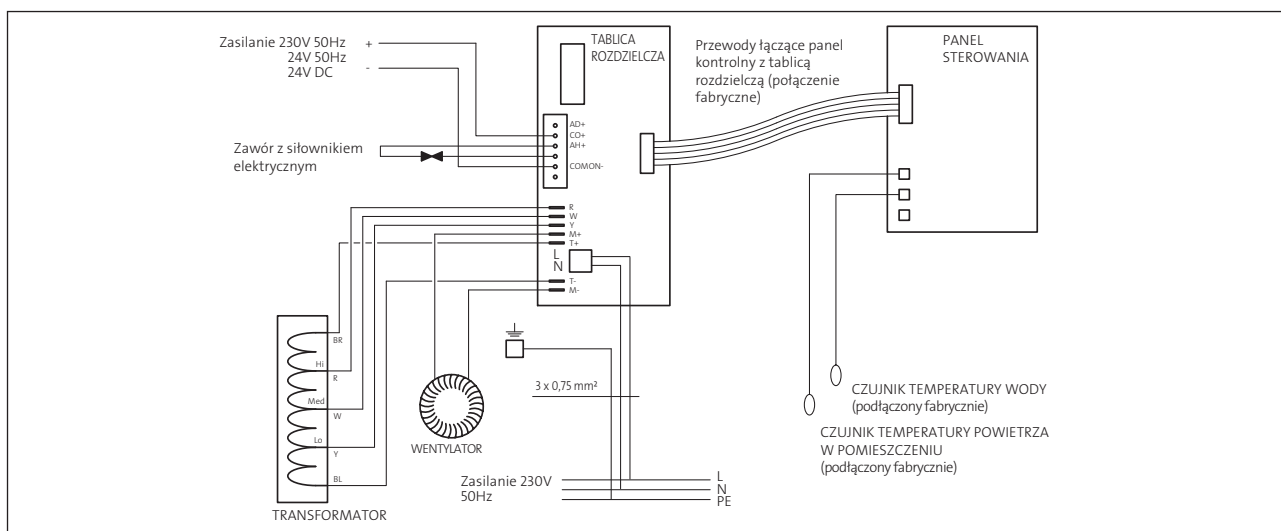 Zasilanie 230V 50Hz +
24V 50Hz
24V DC -
Zawór z siłownikiem
elektrycznym
TABLICA
ROZDZIELCZA
AD+
CO+
AH+
COMON-
R
W
Y
M+
T+
L
N
T-
M-
Przewody łączące panel
kontrolny z tablicą
rozdzielczą (połączenie
fabryczne)
PANEL
STEROWANIA
BR
Hi
R
Med
W
Lo
Y
BL
TRANSFORMATOR
WENTYLATOR
3 x 0,75 mm²
Zasilanie 230V
50Hz
L
N
PE
CZUJNIK TEMPERATURY WODY
(podłączony fabrycznie)
CZUJNIK TEMPERATURY POWIETRZA
W POMIESZCZENIU
(podłączony fabrycznie)